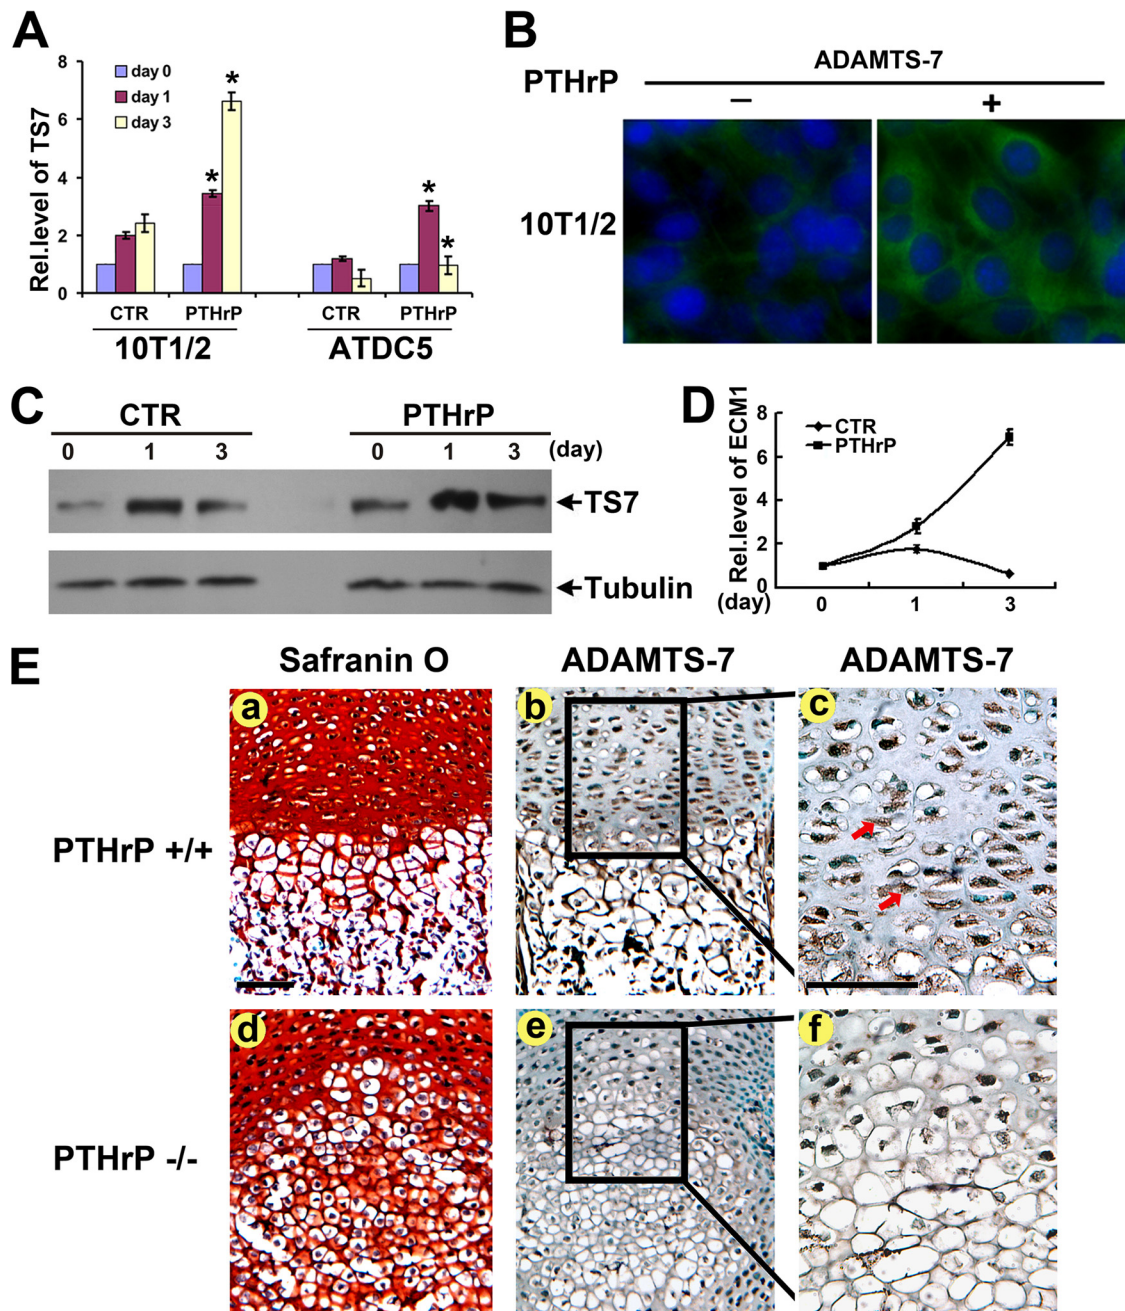 A
Rel.level of TS7
8
6
4
2
0
day 0
day 1
day 3
*
*
*
*
CTR PTHrP CTR PTHrP
10T1/2 ATDC5
B
ADAMTS-7
PTHrP
– +
10T1/2
C
CTR PTHrP
0 1 3 0 1 3 (day)
TS7
Tubulin
D
Rel.level of ECM1
8
6
4
2
0
CTR
PTHrP
(day) 0 1 3
E
Safranin O ADAMTS-7 ADAMTS-7
a b c
PTHrP +/+
d e f
PTHrP -/-